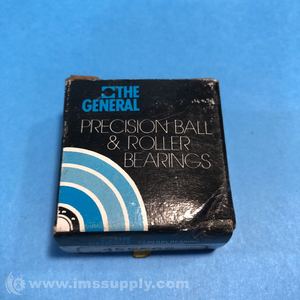 THE
GENERAL
PRECISION BALL
& ROLLER
BEARINGS
© www.imssupply.com